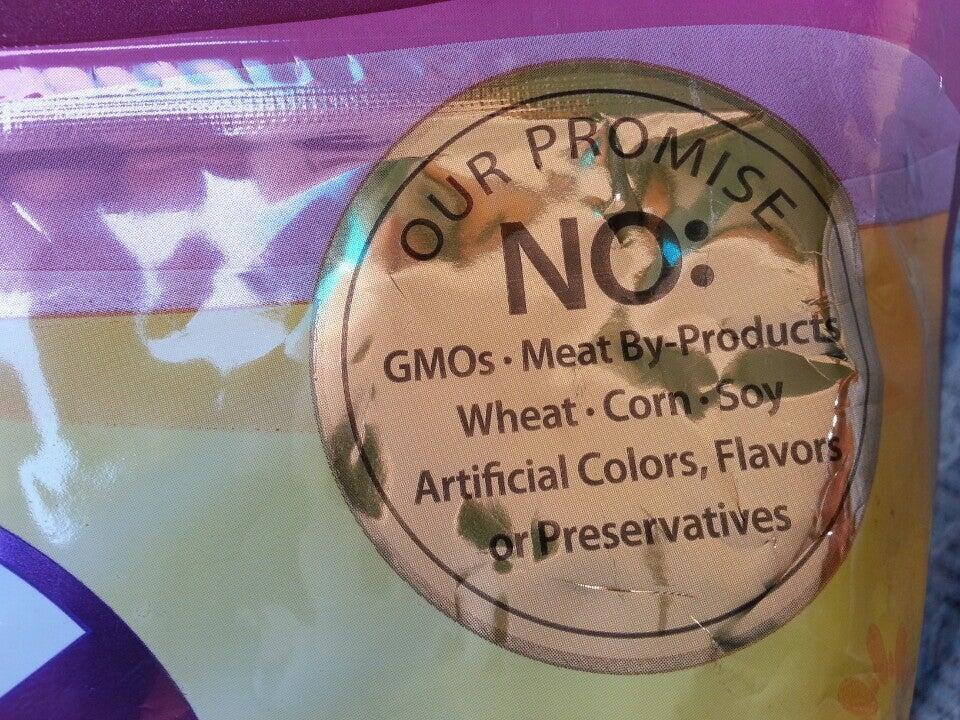 OUR PROMISE
NO:
GMOs • Meat By-Products
Wheat • Corn • Soy
Artificial Colors, Flavors
or Preservatives